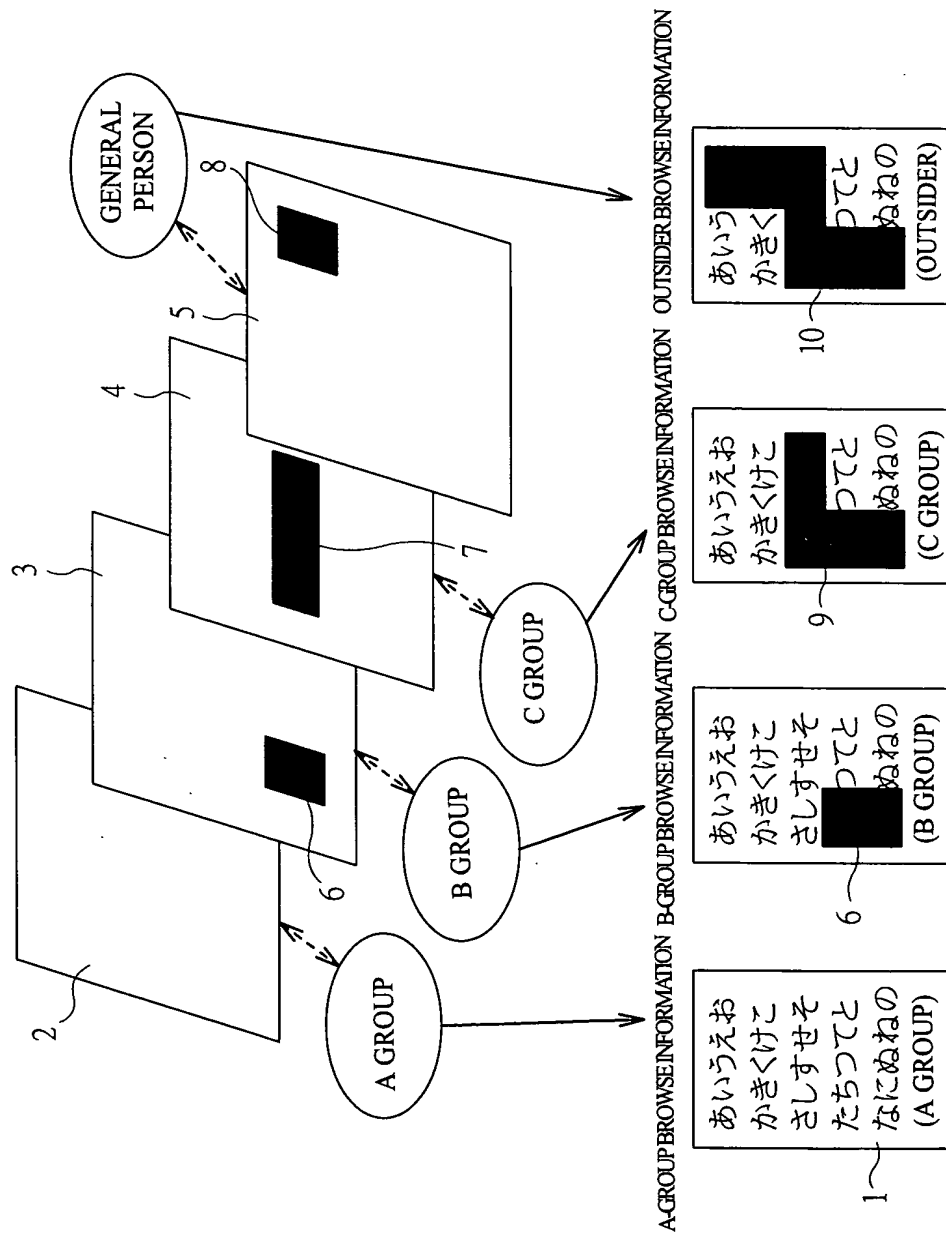 2
3
4
5
GENERAL
PERSON
8
6
7
A GROUP
B GROUP
C GROUP
A-GROUP BROWSE INFORMATION
B-GROUP BROWSE INFORMATION
C-GROUP BROWSE INFORMATION
OUTSIDER BROWSE INFORMATION
あいうえお
かきくけこ
さしすせそ
たちつてと
なにぬねの
(A GROUP)
1
あいうえお
かきくけこ
さしすせそ
つてと
ぬねの
(B GROUP)
6
あいうえお
かきくけこ
つてと
ぬねの
(C GROUP)
9
あいう
かきく
つてと
ぬねの
(OUTSIDER)
10